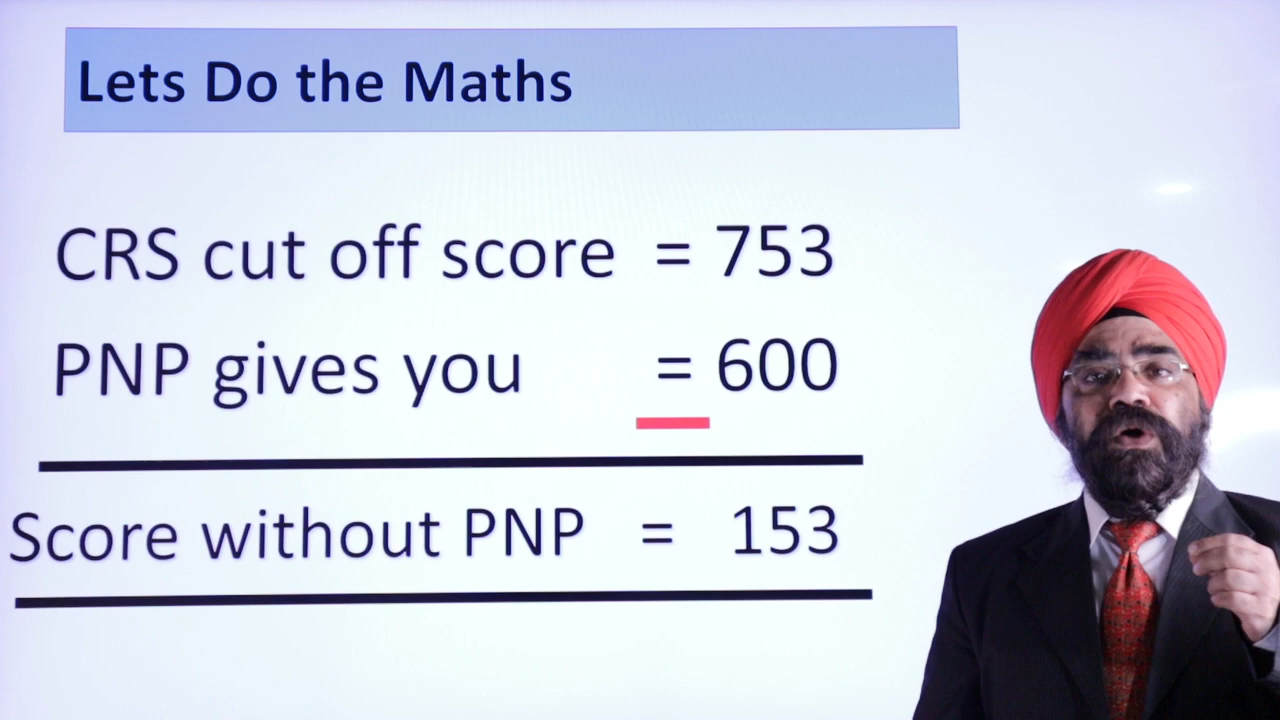 Lets Do the Maths
CRS cut off score = 753
PNP gives you = 600
Score without PNP = 153